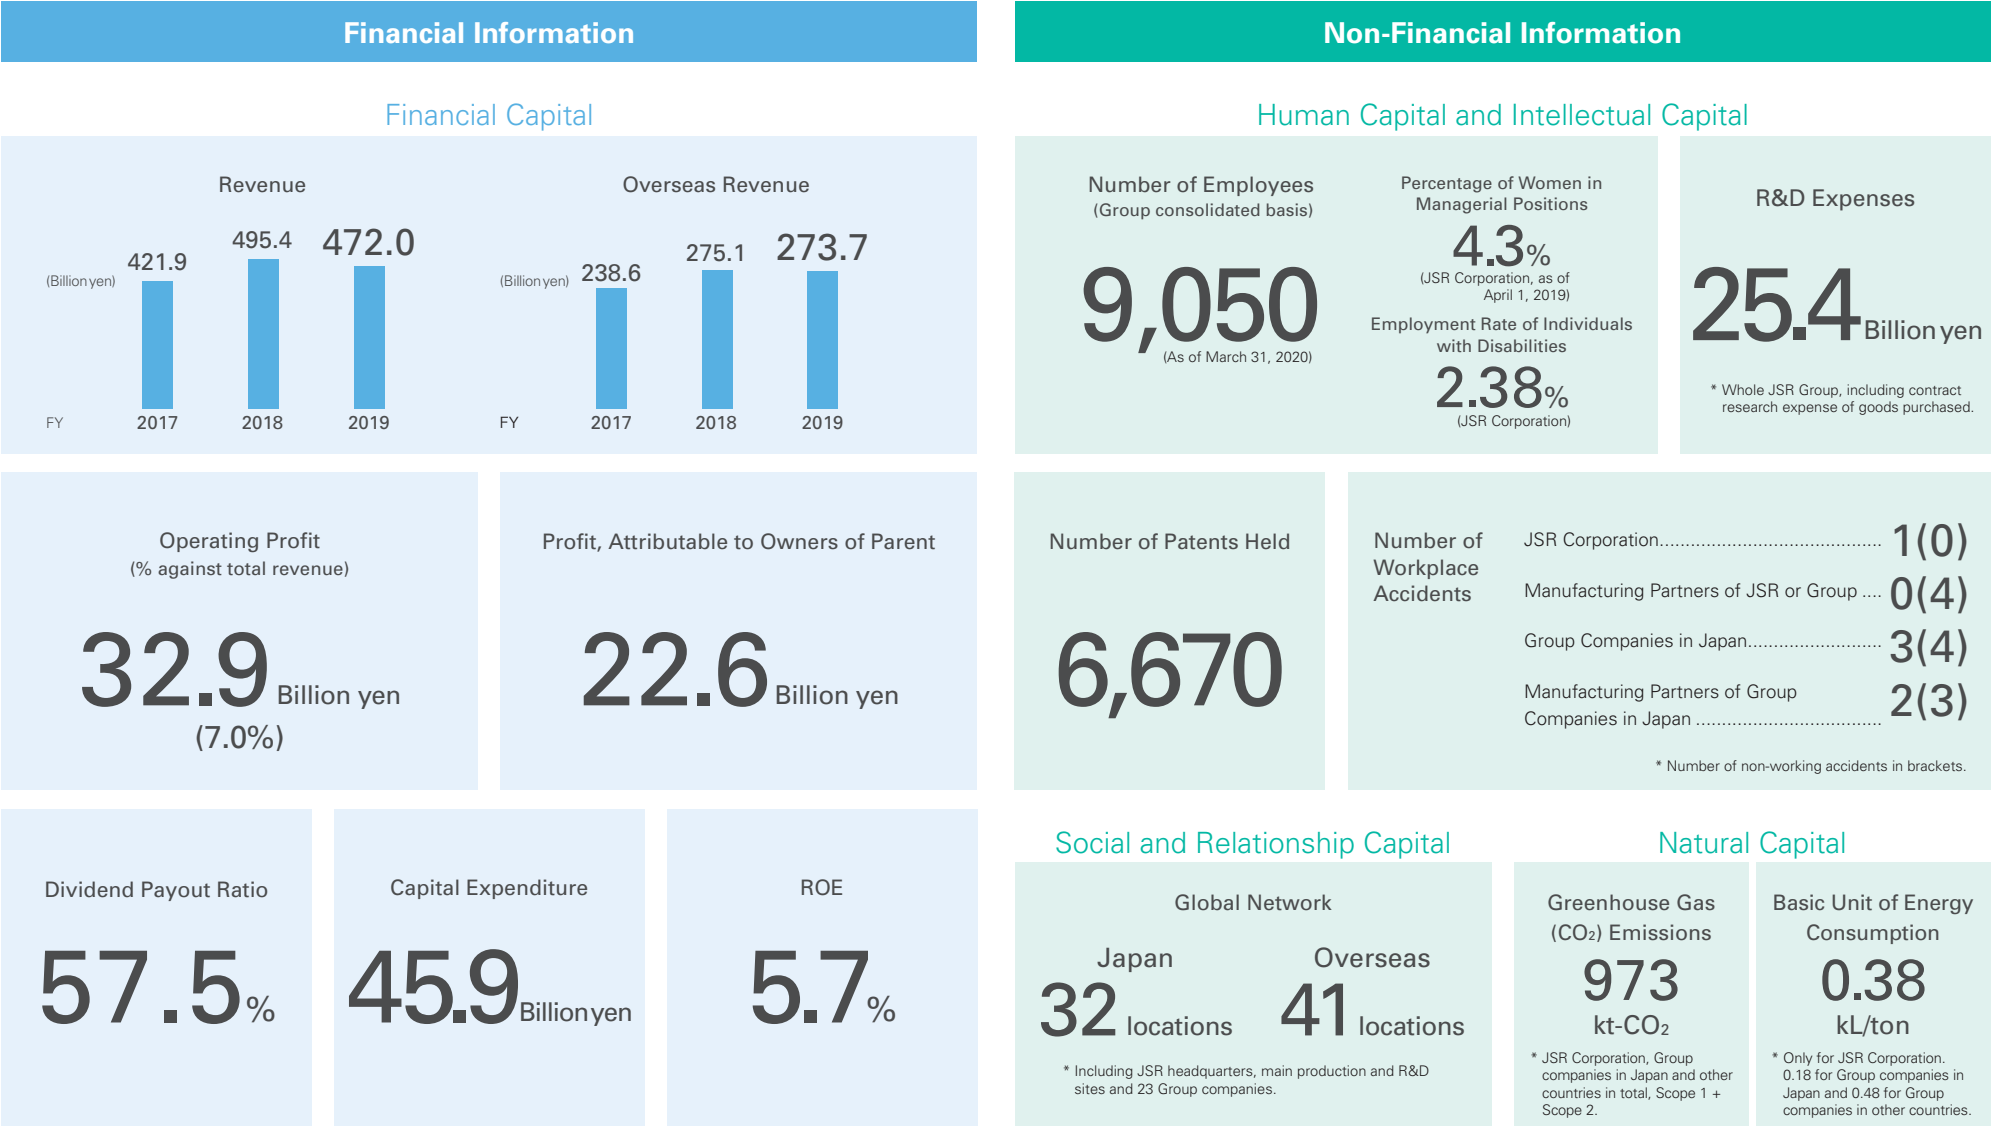 Financial Information
Financial Capital
Revenue
(Billion yen)
421.9
495.4
472.0
FY
2017
2018
2019
Overseas Revenue
(Billion yen)
238.6
275.1
273.7
FY
2017
2018
2019
Operating Profit
(% against total revenue)
32.9 Billion yen
(7.0%)
Profit, Attributable to Owners of Parent
22.6 Billion yen
Dividend Payout Ratio
57.5%
Capital Expenditure
45.9 Billion yen
ROE
5.7%
Non-Financial Information
Human Capital and Intellectual Capital
Number of Employees
(Group consolidated basis)
9,050
(As of March 31, 2020)
Percentage of Women in
Managerial Positions
4.3%
(JSR Corporation, as of
April 1, 2019)
Employment Rate of Individuals
with Disabilities
2.38%
(JSR Corporation)
R&D Expenses
25.4 Billion yen
* Whole JSR Group, including contract
research expense of goods purchased.
Number of Patents Held
6,670
Number of
Workplace
Accidents
JSR Corporation........................................... 1(0)
Manufacturing Partners of JSR or Group .... 0(4)
Group Companies in Japan.......................... 3(4)
Manufacturing Partners of Group
Companies in Japan .................................... 2(3)
* Number of non-working accidents in brackets.
Social and Relationship Capital
Global Network
Japan
32 locations
Overseas
41 locations
* Including JSR headquarters, main production and R&D
sites and 23 Group companies.
Natural Capital
Greenhouse Gas
(CO₂) Emissions
973
kt-CO₂
* JSR Corporation, Group
companies in Japan and other
countries in total, Scope 1 +
Scope 2.
Basic Unit of Energy
Consumption
0.38
kL/ton
* Only for JSR Corporation.
0.18 for Group companies in
Japan and 0.48 for Group
companies in other countries.